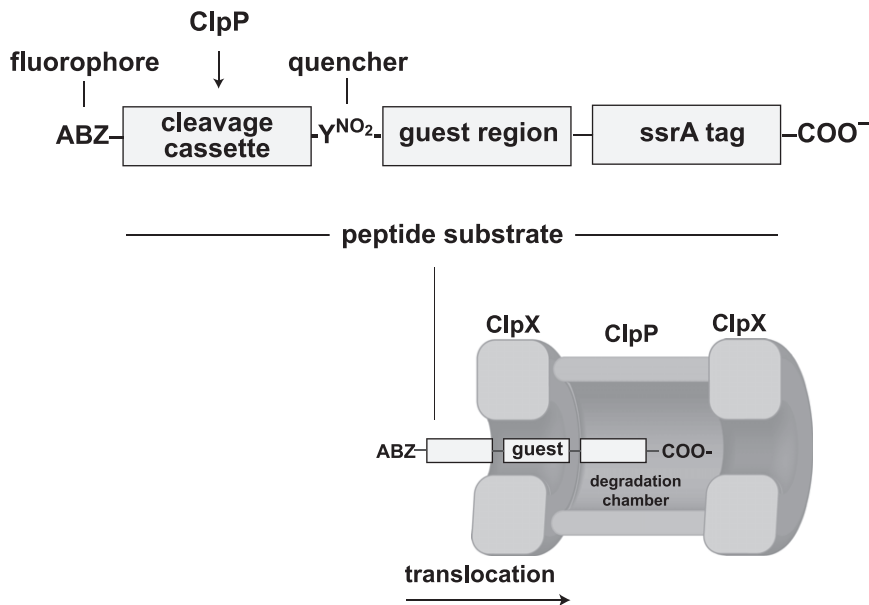 ClpP
fluorophore
quencher
ABZ
cleavage
cassette
Y^NO2
guest region
ssrA tag
COO⁻
peptide substrate
ClpX
ClpP
ClpX
ABZ
guest
COO-
degradation
chamber
translocation